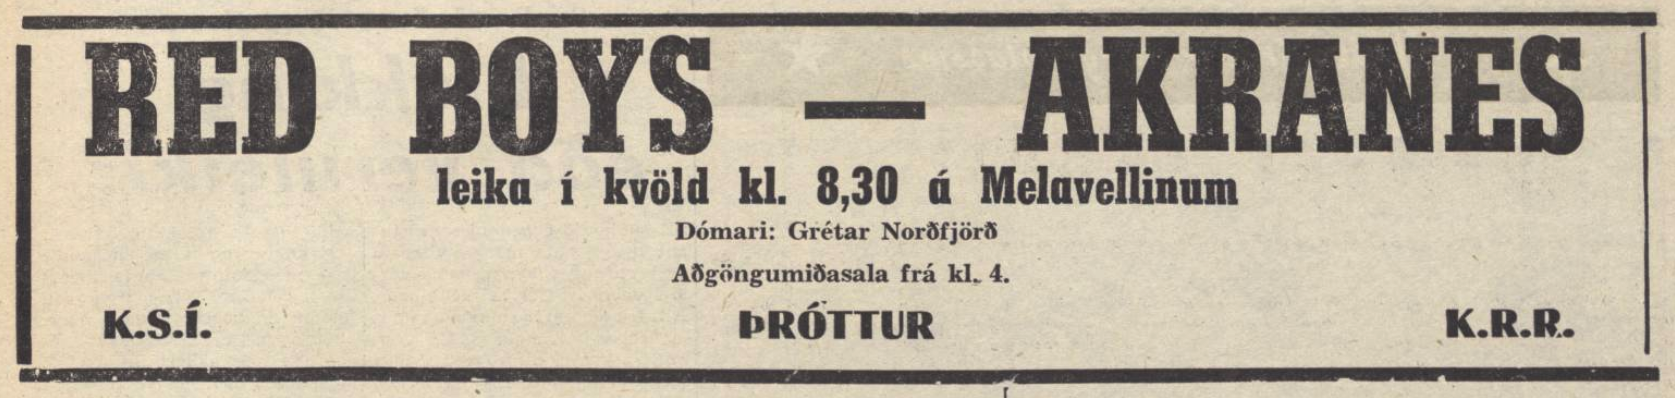 RED BOYS — AKRANES
leika í kvöld kl. 8,30 á Melavellinum
Dómari: Grétar Norðfjörð
Aðgöngumiðasala frá kl. 4.
K.S.Í. ÞRÓTTUR K.R.R.